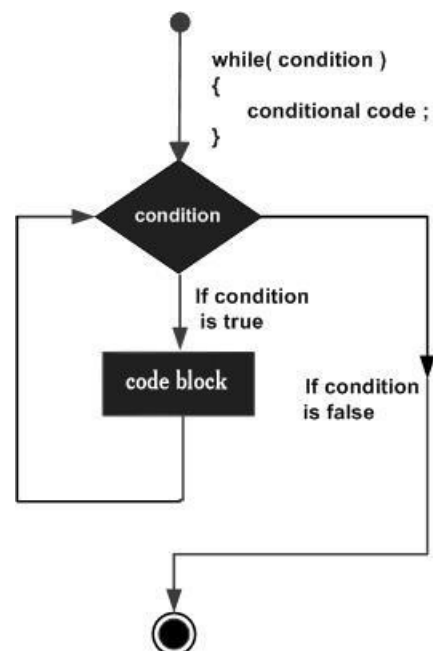 while( condition )
{
conditional code ;
}
condition
If condition
is true
code block
If condition
is false